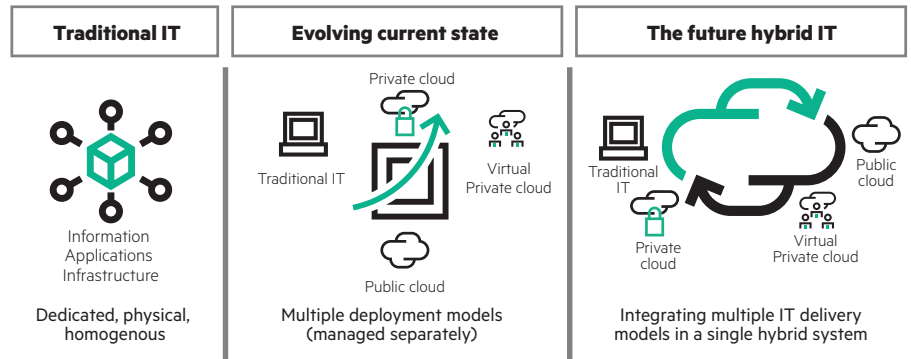 Traditional IT
Information
Applications
Infrastructure
Dedicated, physical,
homogenous
Evolving current state
Private cloud
Traditional IT
Virtual
Private cloud
Public cloud
Multiple deployment models
(managed separately)
The future hybrid IT
Traditional
IT
Public
cloud
Private
cloud
Virtual
Private cloud
Integrating multiple IT delivery
models in a single hybrid system